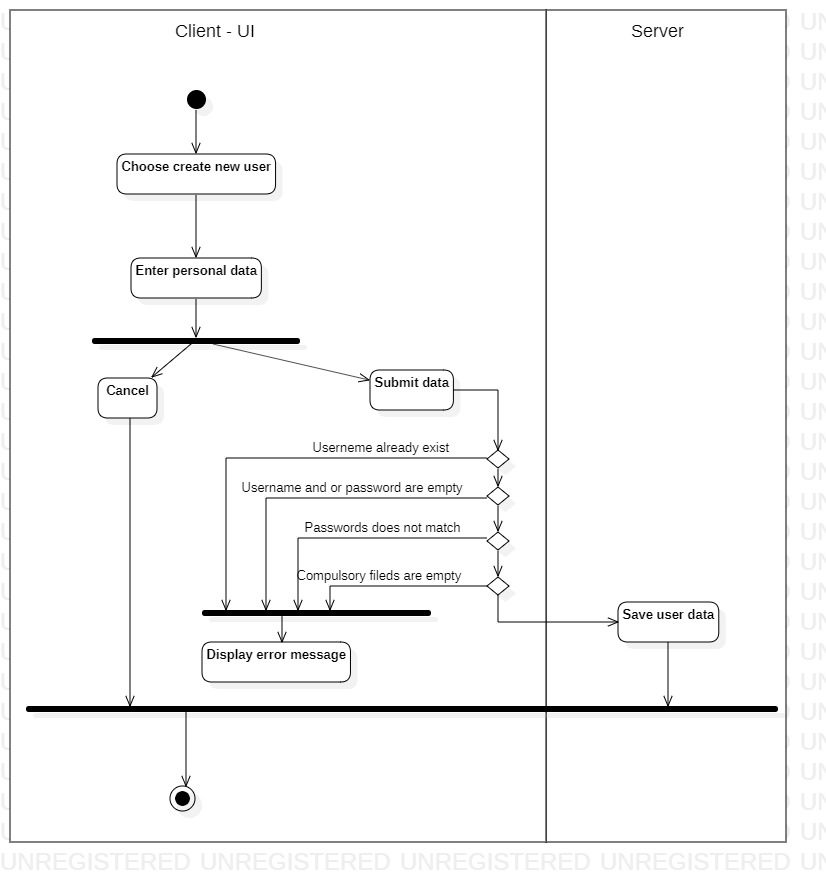 Client - UI
Server
Choose create new user
Enter personal data
Cancel
Submit data
Userneme already exist
Username and or password are empty
Passwords does not match
Compulsory fileds are empty
Save user data
Display error message
UNREGISTERED UNREGISTERED UNREGISTERED UNREGISTERED UN